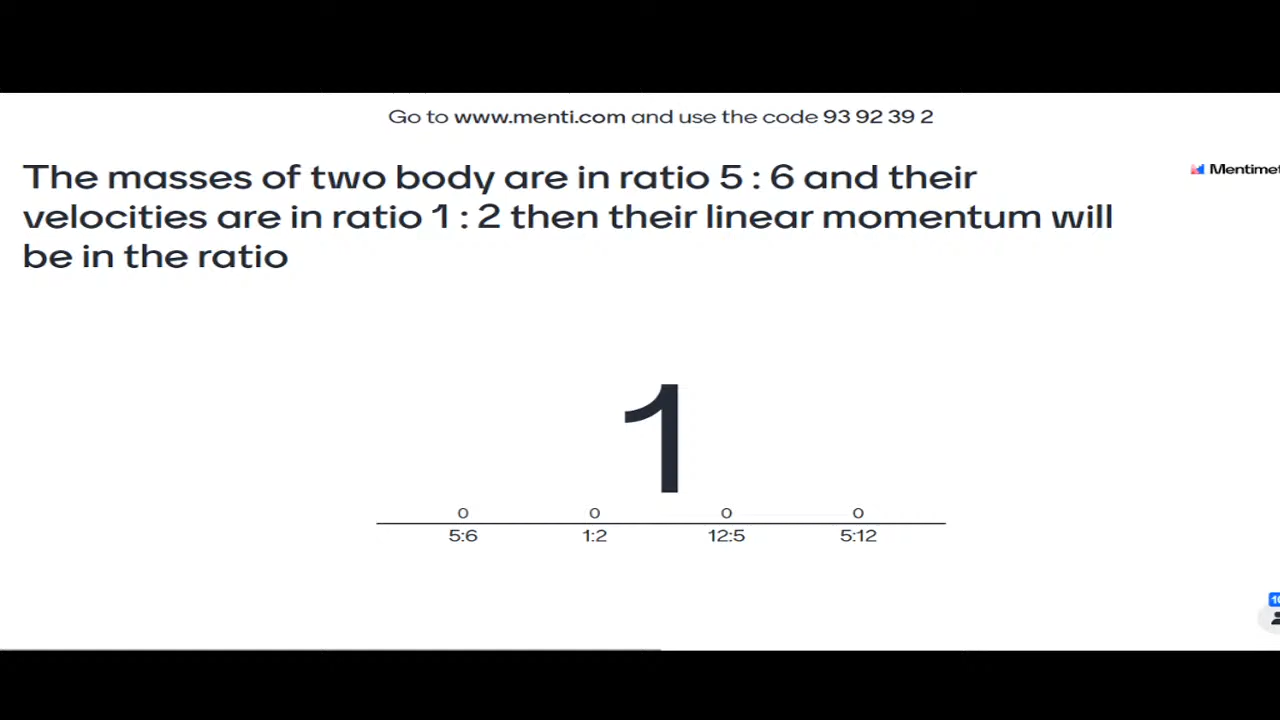 Go to www.menti.com and use the code 93 92 39 2
The masses of two body are in ratio 5 : 6 and their
Mentimet
velocities are in ratio 1 : 2 then their linear momentum will
be in the ratio
1
0 0 0 0
5:6 1:2 12:5 5:12